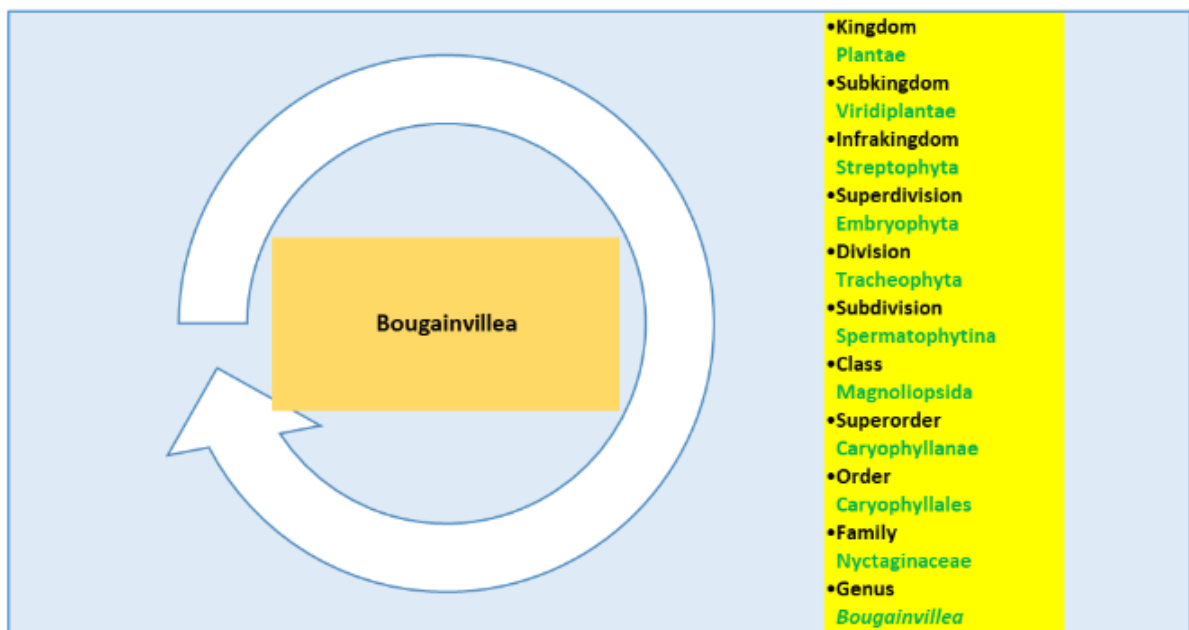 Bougainvillea
•Kingdom
Plantae
•Subkingdom
Viridiplantae
•Infrakingdom
Streptophyta
•Superdivision
Embryophyta
•Division
Tracheophyta
•Subdivision
Spermatophytina
•Class
Magnoliopsida
•Superorder
Caryophyllanae
•Order
Caryophyllales
•Family
Nyctaginaceae
•Genus
Bougainvillea